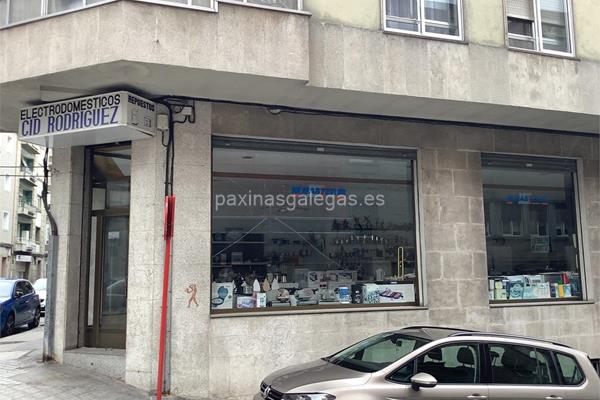 ELECTRODOMESTICOS
REPUESTOS
CID RODRIGUEZ
paxinasgalegas.es